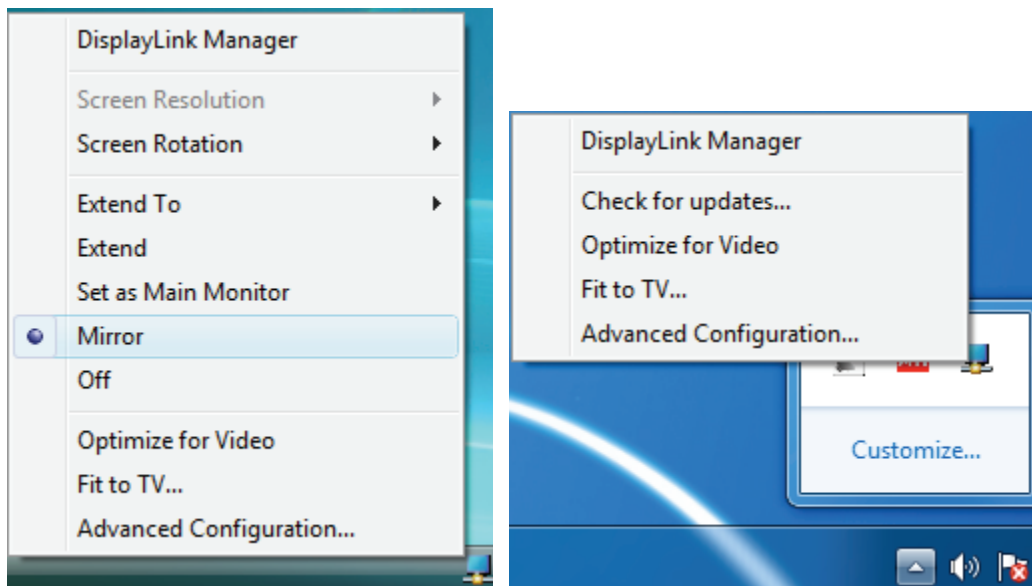 DisplayLink Manager
Screen Resolution
Screen Rotation
Extend To
Extend
Set as Main Monitor
Mirror
Off
Optimize for Video
Fit to TV...
Advanced Configuration...
DisplayLink Manager
Check for updates...
Optimize for Video
Fit to TV...
Advanced Configuration...
Customize...